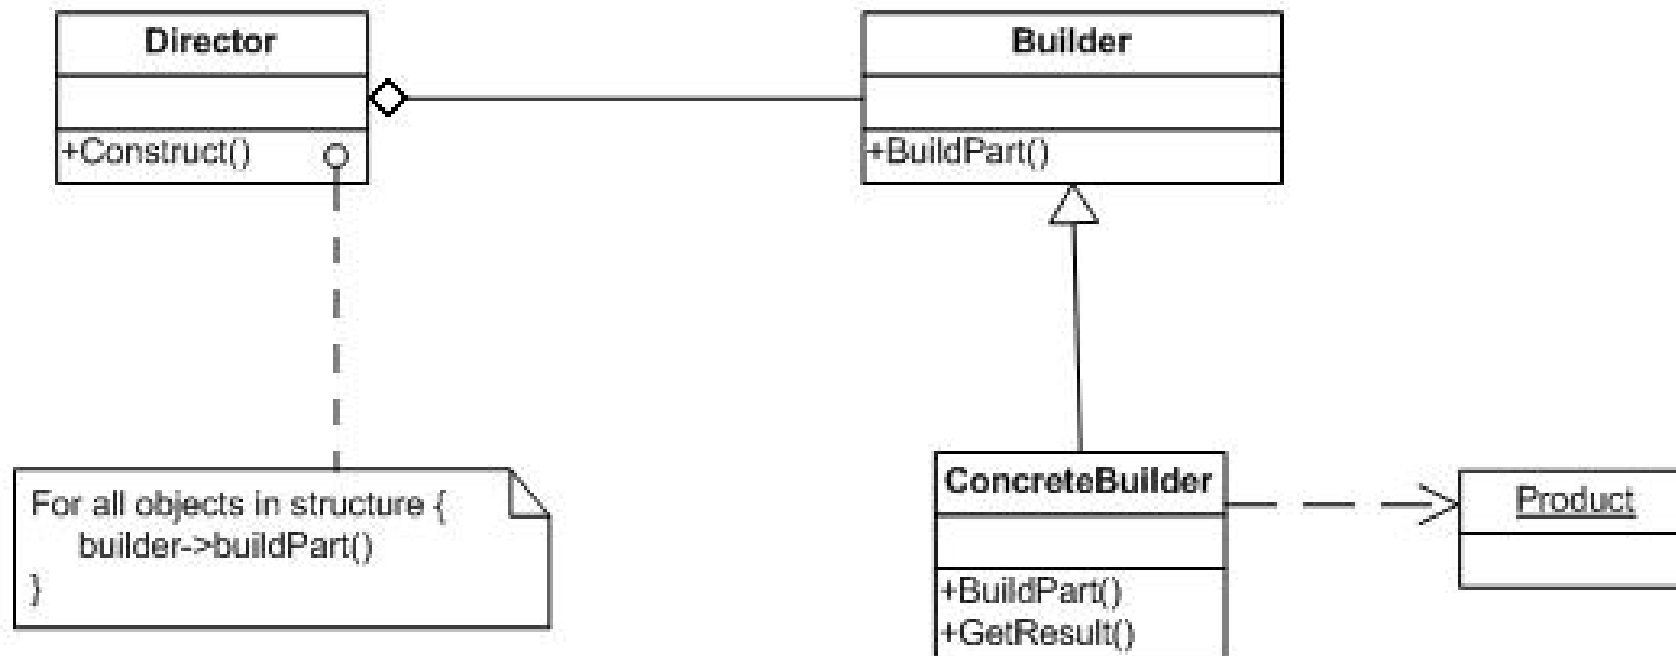 Director
+Construct()
Builder
+BuildPart()
For all objects in structure {
builder->buildPart()
}
ConcreteBuilder
+BuildPart()
+GetResult()
Product